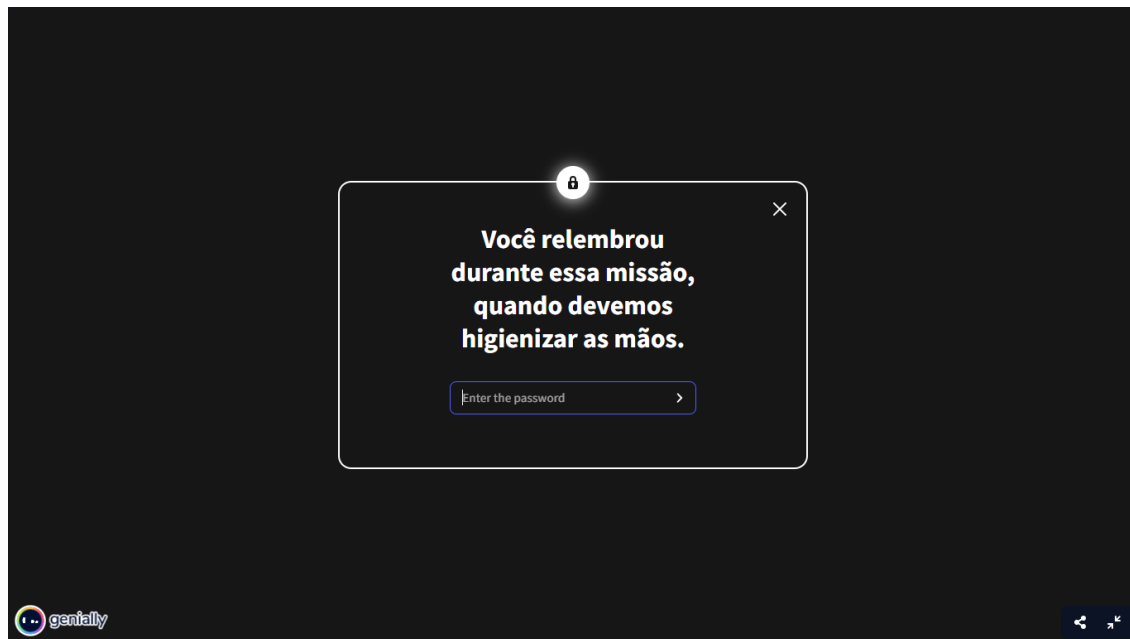 Você relembrou
durante essa missão,
quando devemos
higienizar as mãos.
Enter the password
genially